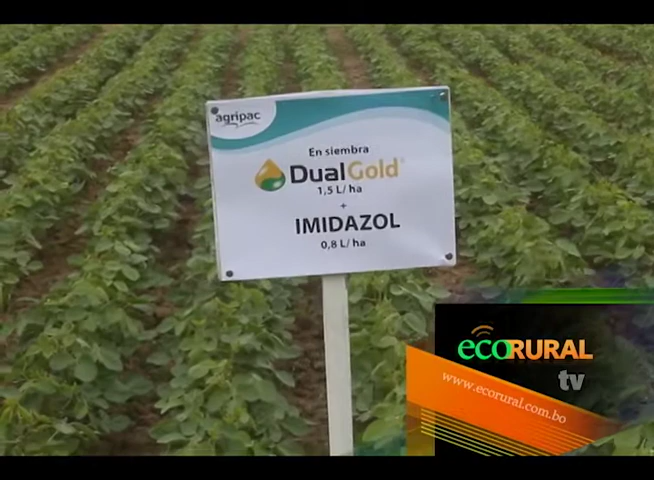 agripac
En siembra
DualGold®
1,5 L/ha
+
IMIDAZOL
0,8 L/ha
ecoRURAL
tv
www.ecorural.com.bo